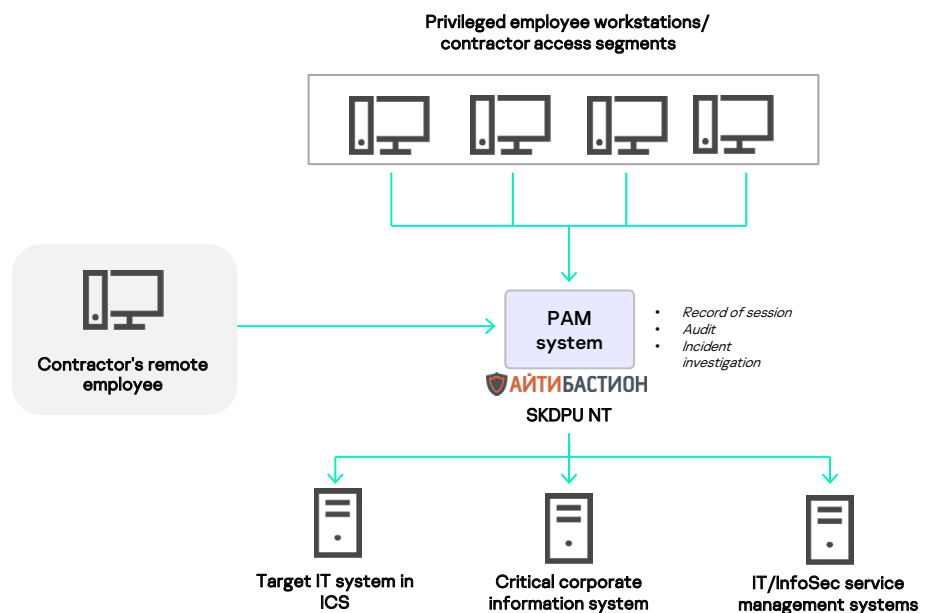 Privileged employee workstations/
contractor access segments
Contractor's remote
employee
PAM
system
• Record of session
• Audit
• Incident
investigation
АЙТИБАСТИОН
SKDPU NT
Target IT system in
ICS
Critical corporate
information system
IT/InfoSec service
management systems